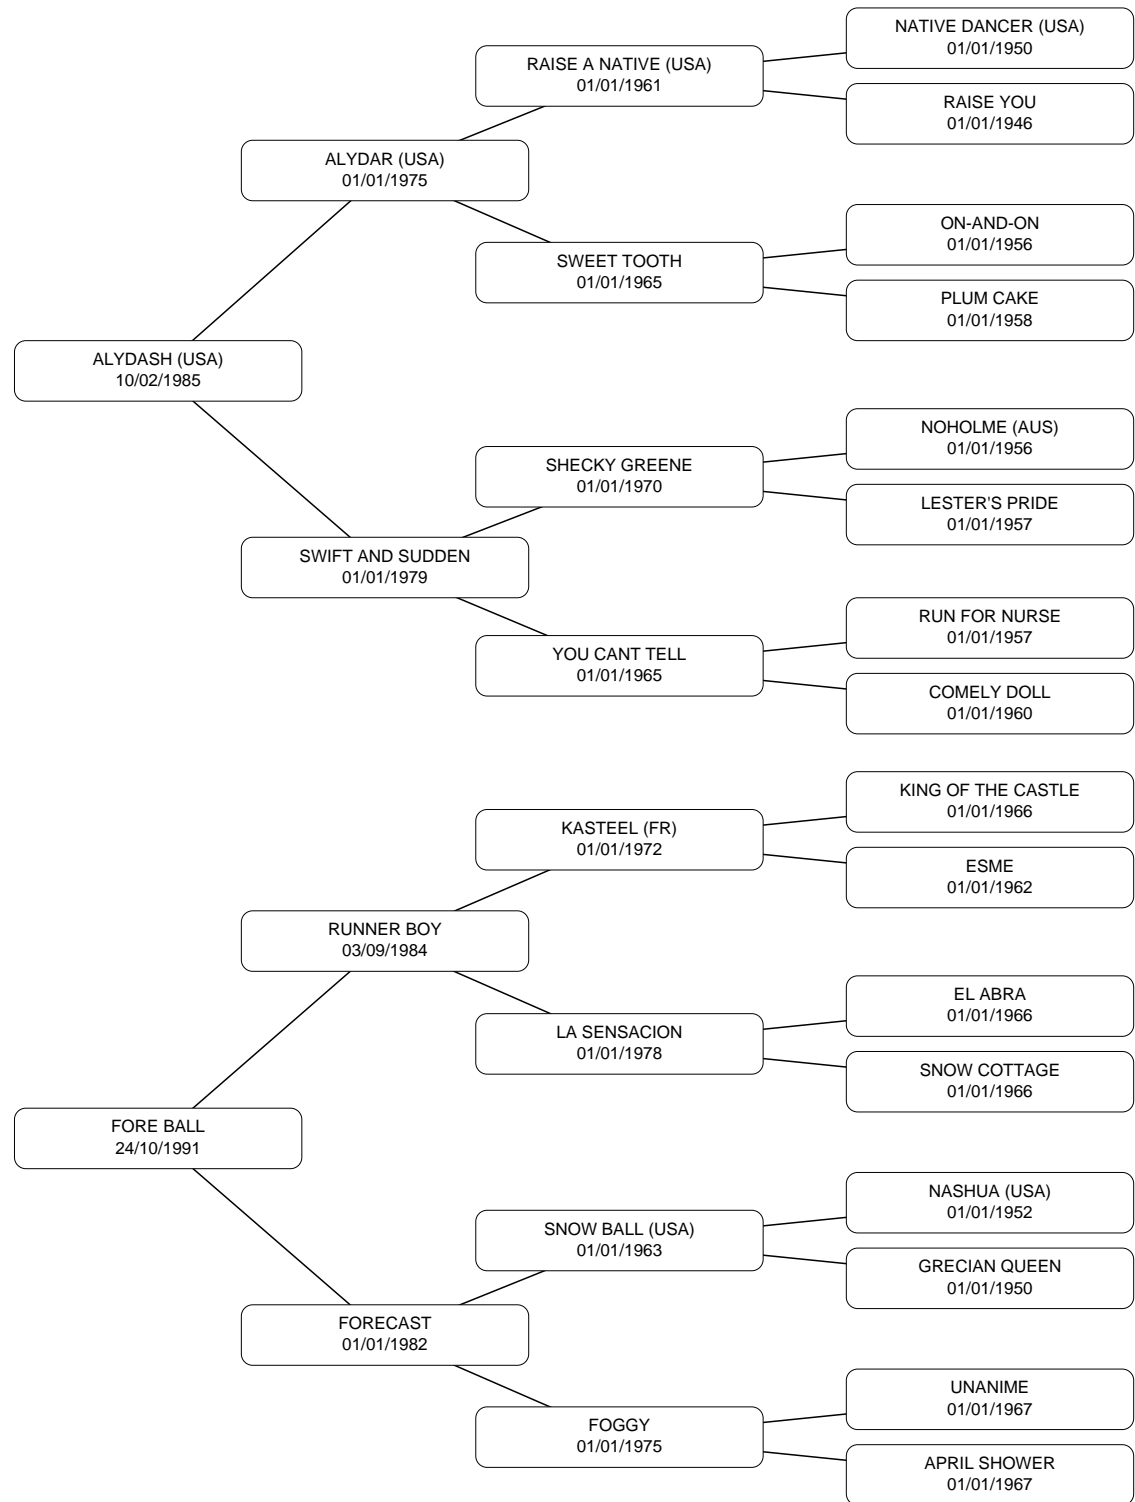 NATIVE DANCER (USA)
01/01/1950
RAISE A NATIVE (USA)
01/01/1961
RAISE YOU
01/01/1946
ALYDAR (USA)
01/01/1975
ON-AND-ON
01/01/1956
SWEET TOOTH
01/01/1965
PLUM CAKE
01/01/1958
ALYDASH (USA)
10/02/1985
NOHOLME (AUS)
01/01/1956
SHECKY GREENE
01/01/1970
LESTER'S PRIDE
01/01/1957
SWIFT AND SUDDEN
01/01/1979
RUN FOR NURSE
01/01/1957
YOU CANT TELL
01/01/1965
COMELY DOLL
01/01/1960
KING OF THE CASTLE
01/01/1966
KASTEEL (FR)
01/01/1972
ESME
01/01/1962
RUNNER BOY
03/09/1984
EL ABRA
01/01/1966
LA SENSACION
01/01/1978
SNOW COTTAGE
01/01/1966
FORE BALL
24/10/1991
NASHUA (USA)
01/01/1952
SNOW BALL (USA)
01/01/1963
GRECIAN QUEEN
01/01/1950
FORECAST
01/01/1982
UNANIME
01/01/1967
FOGGY
01/01/1975
APRIL SHOWER
01/01/1967